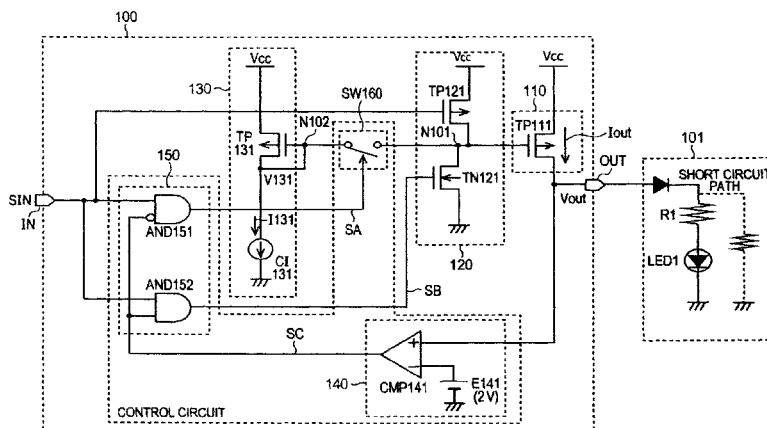 100
Vcc
130
SW160
N102
TP
131
V131
150
SIN
IN
AND151
I131
SA
CI
131
AND152
SB
SC
140
CMP141
E141
(2V)
CONTROL CIRCUIT
Vcc
TP121
N101
TN121
120
Vcc
110
TP111
Iout
OUT
Vout
101
SHORT CIRCUIT
PATH
R1
LED1